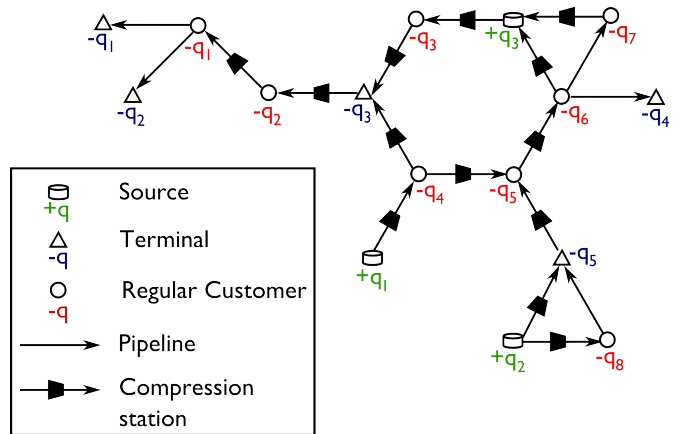 -q₁
-q₁
-q₂
-q₂
-q₃
-q₃
+q₃
-q₇
-q₆
-q₄
-q₄
-q₅
+q₁
-q₅
+q₂
-q₈
+q
Source
-q
Terminal
-q
Regular Customer
Pipeline
Compression
station